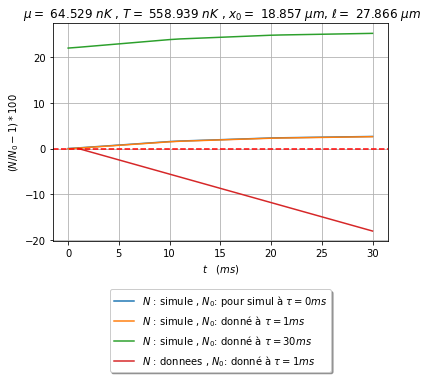 μ = 64.529 nK , T = 558.939 nK , x₀ = 18.857 μm, ℓ = 27.866 μm
(N/N₀ − 1) * 100
20
10
0
−10
−20
0 5 10 15 20 25 30
t (ms)
N : simule , N₀: pour simul à τ = 0ms
N : simule , N₀: donné à τ = 1ms
N : simule , N₀: donné à τ = 30ms
N : donnees , N₀: donné à τ = 1ms